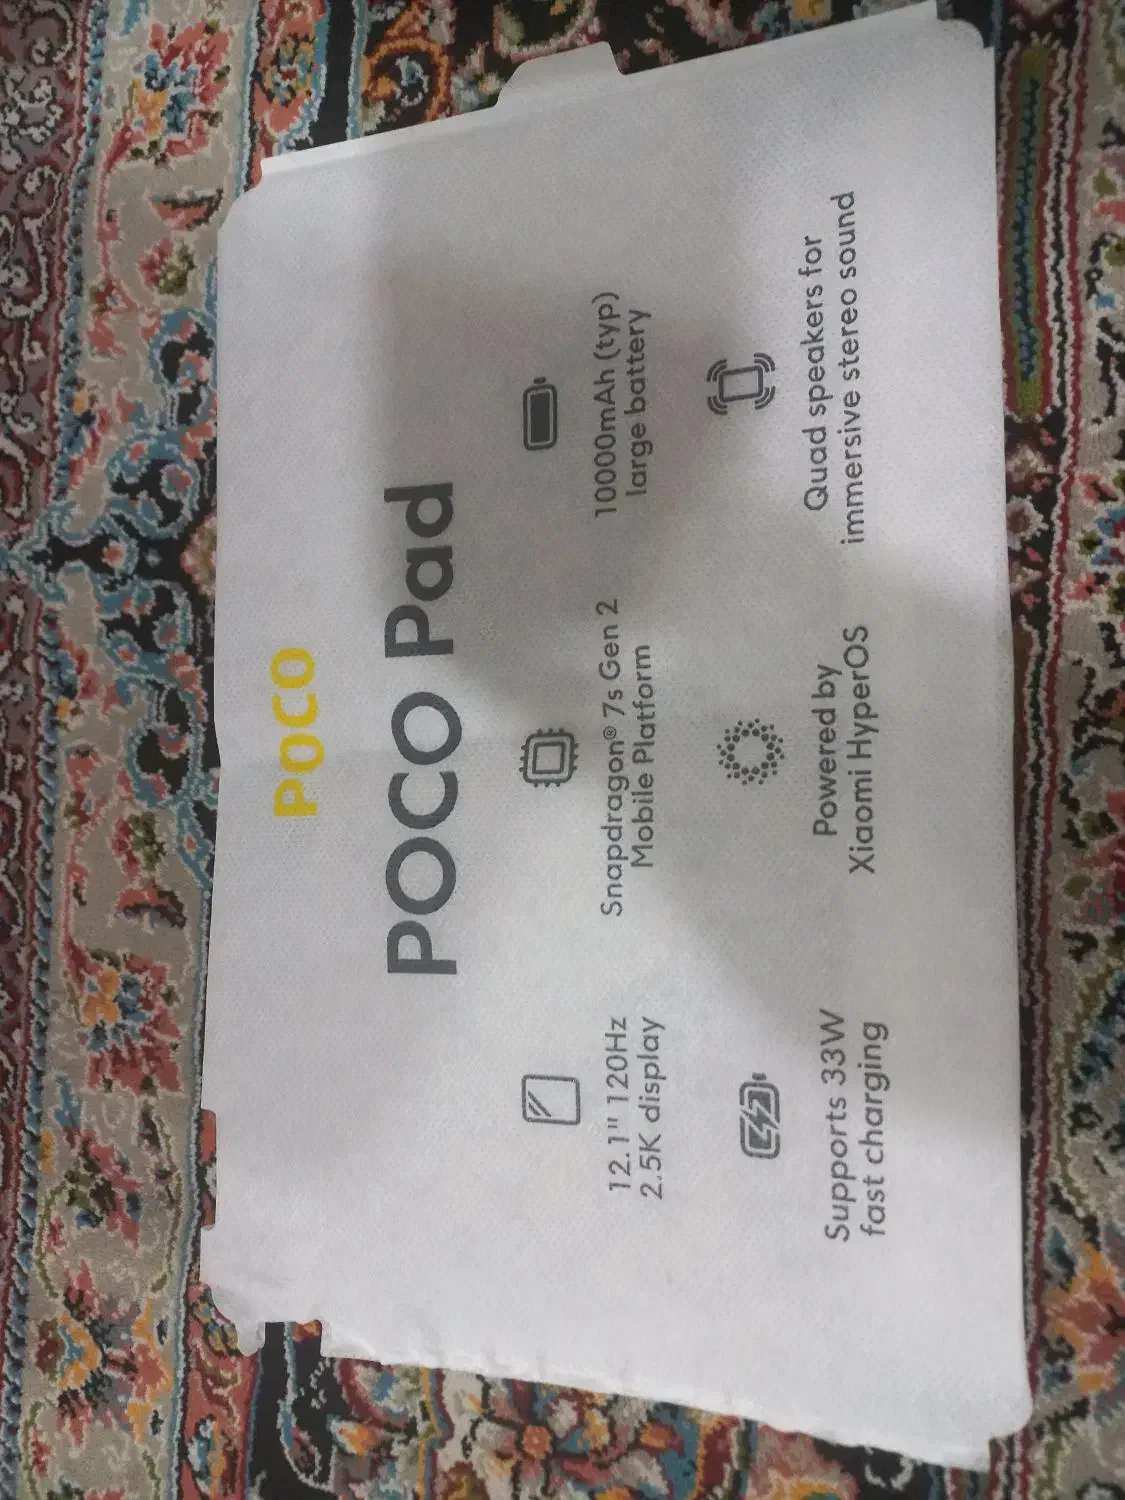 POCO
POCO Pad
12.1" 120Hz
2.5K display
Snapdragon® 7s Gen 2
Mobile Platform
10000mAh (typ)
large battery
Supports 33W
fast charging
Powered by
Xiaomi HyperOS
Quad speakers for
immersive stereo sound